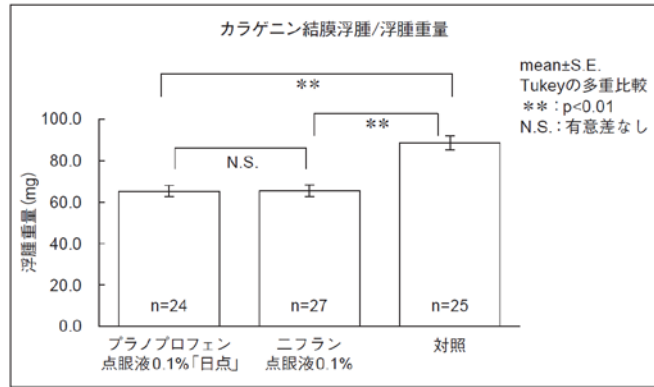 カラゲニン結膜浮腫/浮腫重量
mean±S.E.
Tukeyの多重比較
＊＊：p<0.01
N.S.：有意差なし
＊＊
＊＊
N.S.
浮腫重量(mg)
100.0
80.0
60.0
40.0
20.0
0.0
n=24
n=27
n=25
プラノプロフェン
点眼液0.1%「日点」
ニフラン
点眼液0.1%
対照